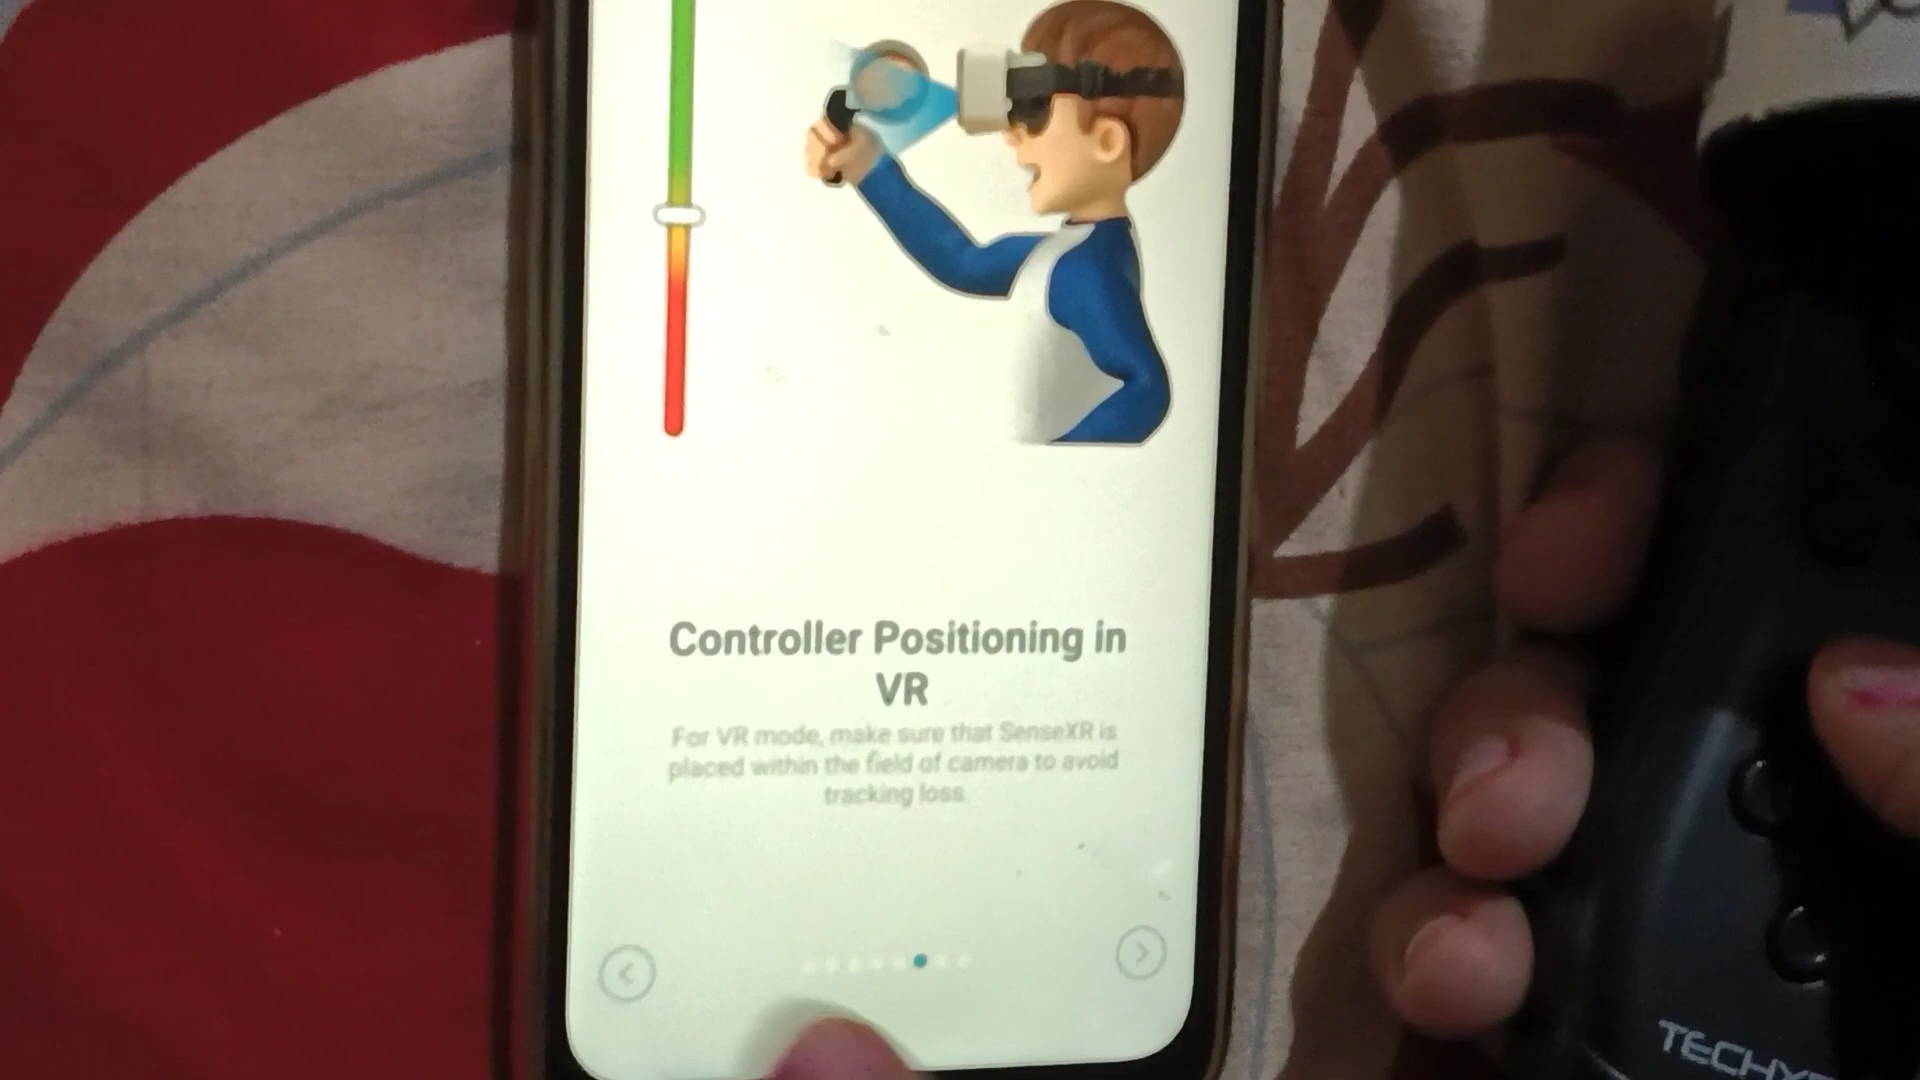 Controller Positioning in
VR
For VR mode, make sure that SenseXR is
placed within the field of camera to avoid
tracking loss.